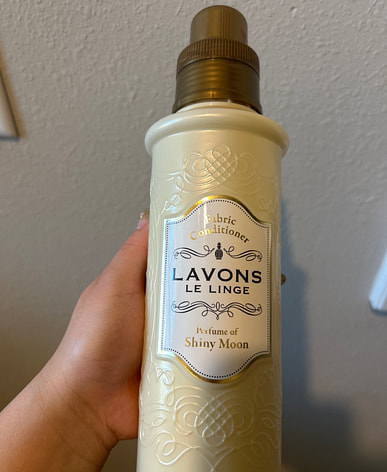 Fabric
Conditioner
LAVONS
LE LINGE
Perfume of
Shiny Moon